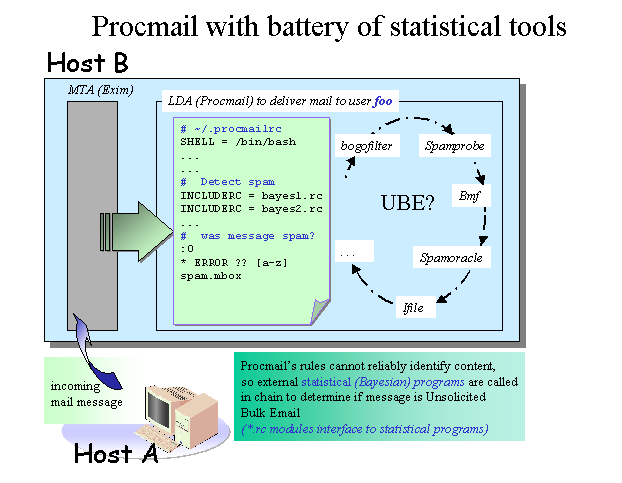 Procmail with battery of statistical tools
Host B
MTA (Exim)
LDA (Procmail) to deliver mail to user foo
# ~/.procmailrc
SHELL = /bin/bash
...
...
# Detect spam
INCLUDERC = bayes1.rc
INCLUDERC = bayes2.rc
...
# was message spam?
:0
* ERROR ?? [a-z]
spam.mbox
bogofilter
Spamprobe
Bmf
UBE?
Spamoracle
Ifile
...
incoming
mail message
Host A
Procmail's rules cannot reliably identify content,
so external statistical (Bayesian) programs are called
in chain to determine if message is Unsolicited
Bulk Email
(*.rc modules interface to statistical programs)